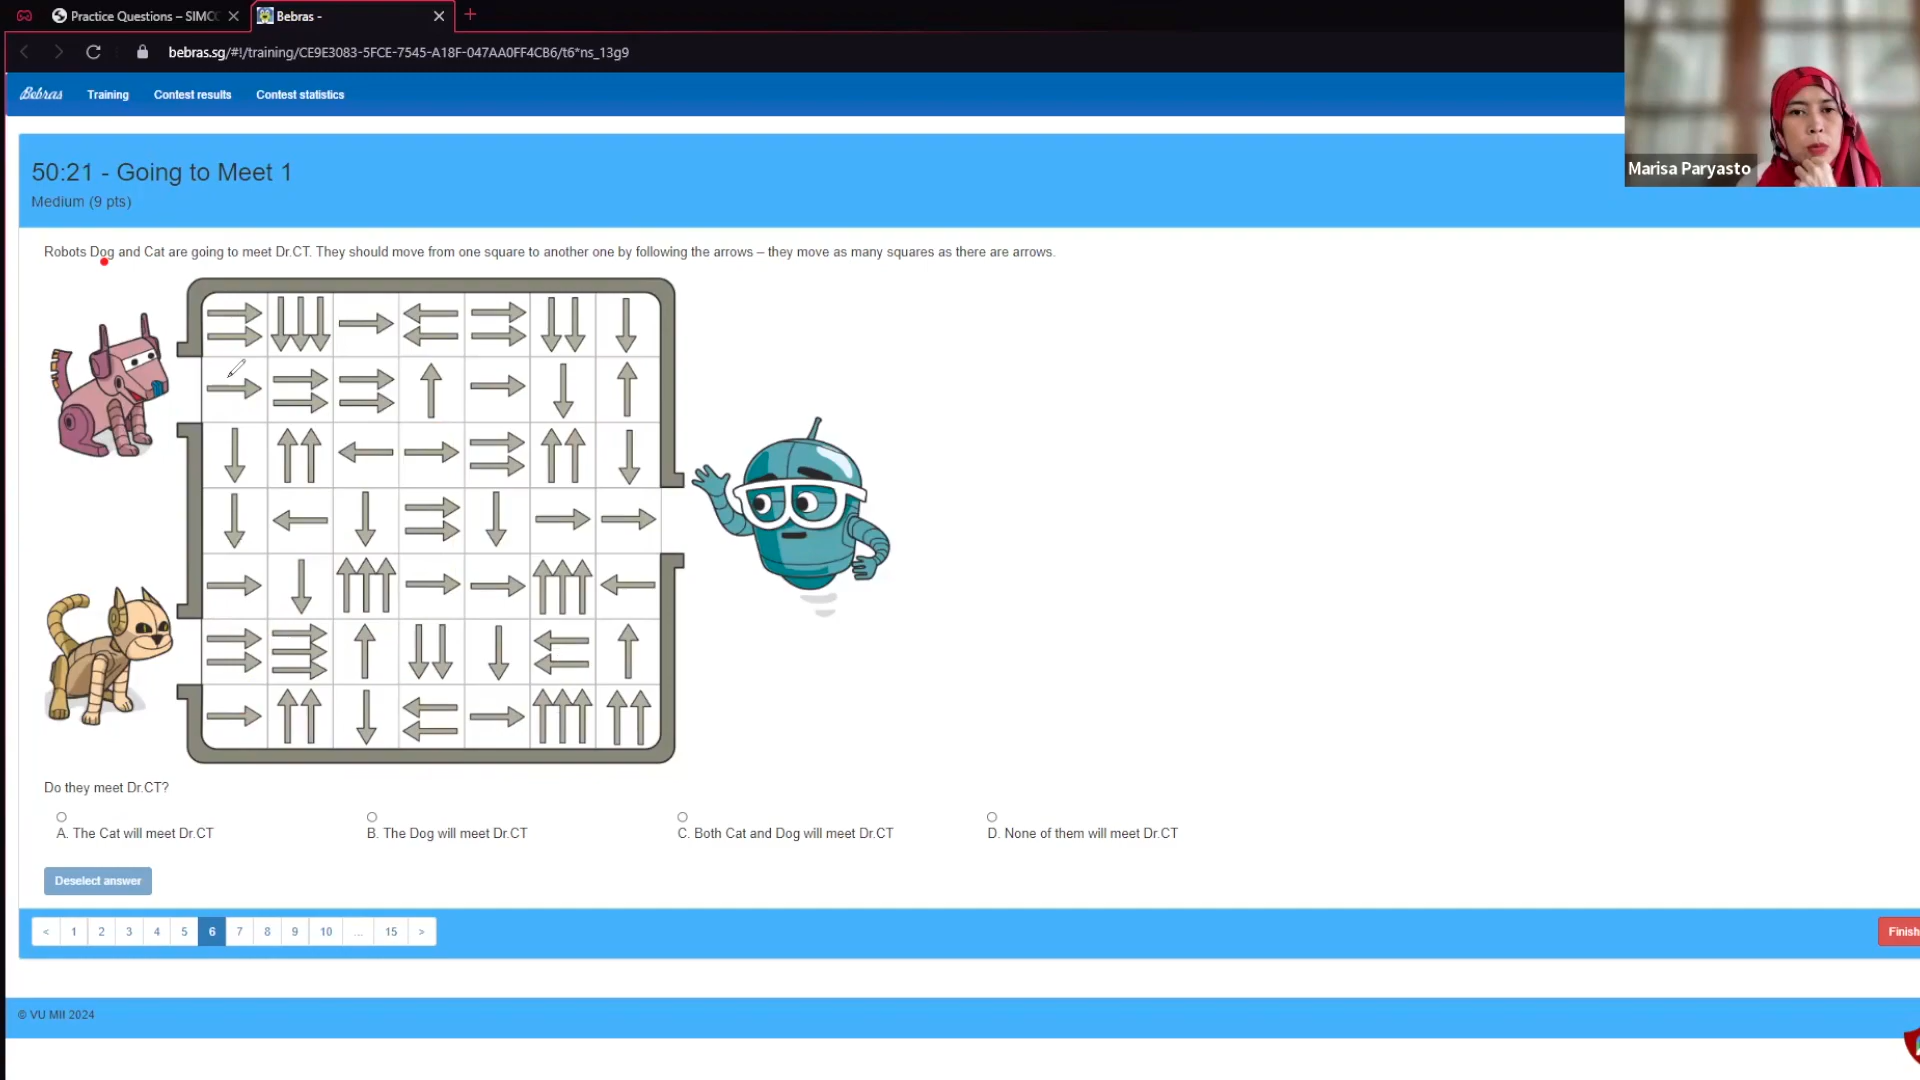 Practice Questions – SIMCC
Bebras -
bebras.sg/#!/training/CE9E3083-5FCE-7545-A18F-047AA0FF4CB6/t6*ns_13g9
Bebras Training Contest results Contest statistics
Marisa Paryasto
50:21 - Going to Meet 1
Medium (9 pts)
Robots Dog and Cat are going to meet Dr.CT. They should move from one square to another one by following the arrows – they move as many squares as there are arrows.
Do they meet Dr.CT?
A. The Cat will meet Dr.CT
B. The Dog will meet Dr.CT
C. Both Cat and Dog will meet Dr.CT
D. None of them will meet Dr.CT
Deselect answer
< 1 2 3 4 5 6 7 8 9 10 ... 15 >
Finish
© VU MII 2024